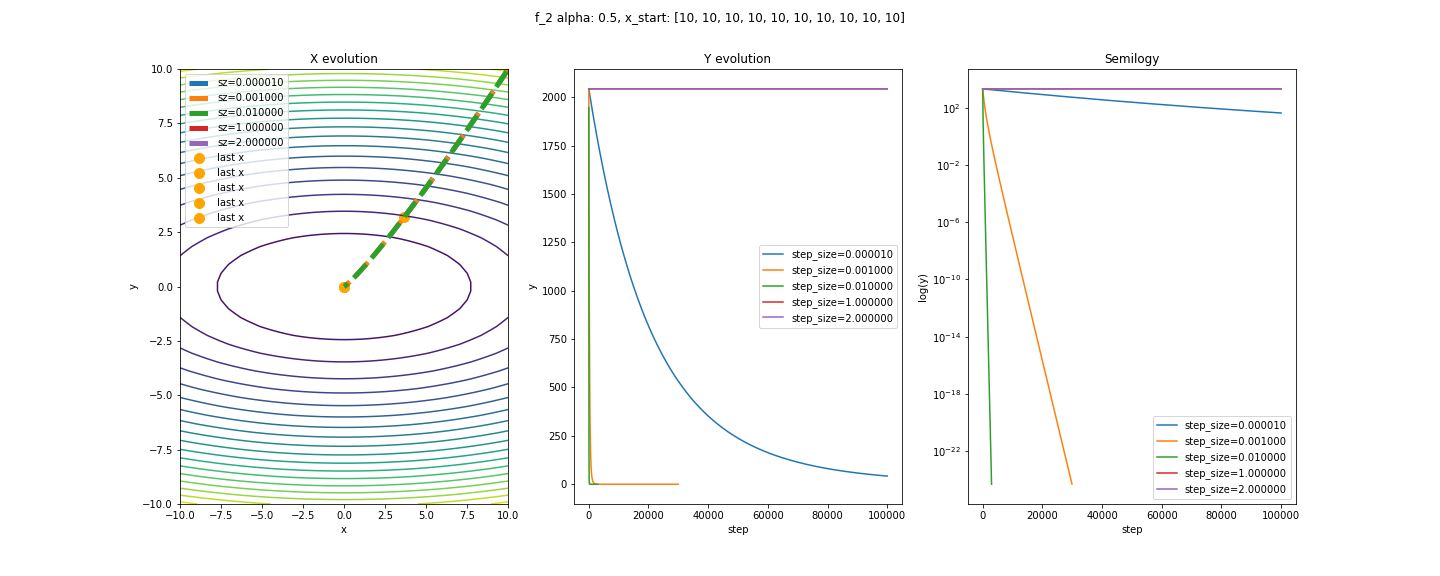 f_2 alpha: 0.5, x_start: [10, 10, 10, 10, 10, 10, 10, 10, 10, 10]
X evolution
sz=0.000010
sz=0.001000
sz=0.010000
sz=1.000000
sz=2.000000
last x
last x
last x
last x
last x
10.0
7.5
5.0
2.5
0.0
−2.5
−5.0
−7.5
−10.0
y
−10.0 −7.5 −5.0 −2.5 0.0 2.5 5.0 7.5 10.0
x
Y evolution
2000
1750
1500
1250
1000
750
500
250
0
y
step_size=0.000010
step_size=0.001000
step_size=0.010000
step_size=1.000000
step_size=2.000000
0 20000 40000 60000 80000 100000
step
Semilogy
10²
10⁻²
10⁻⁶
10⁻¹⁰
10⁻¹⁴
10⁻¹⁸
10⁻²²
log(y)
step_size=0.000010
step_size=0.001000
step_size=0.010000
step_size=1.000000
step_size=2.000000
0 20000 40000 60000 80000 100000
step